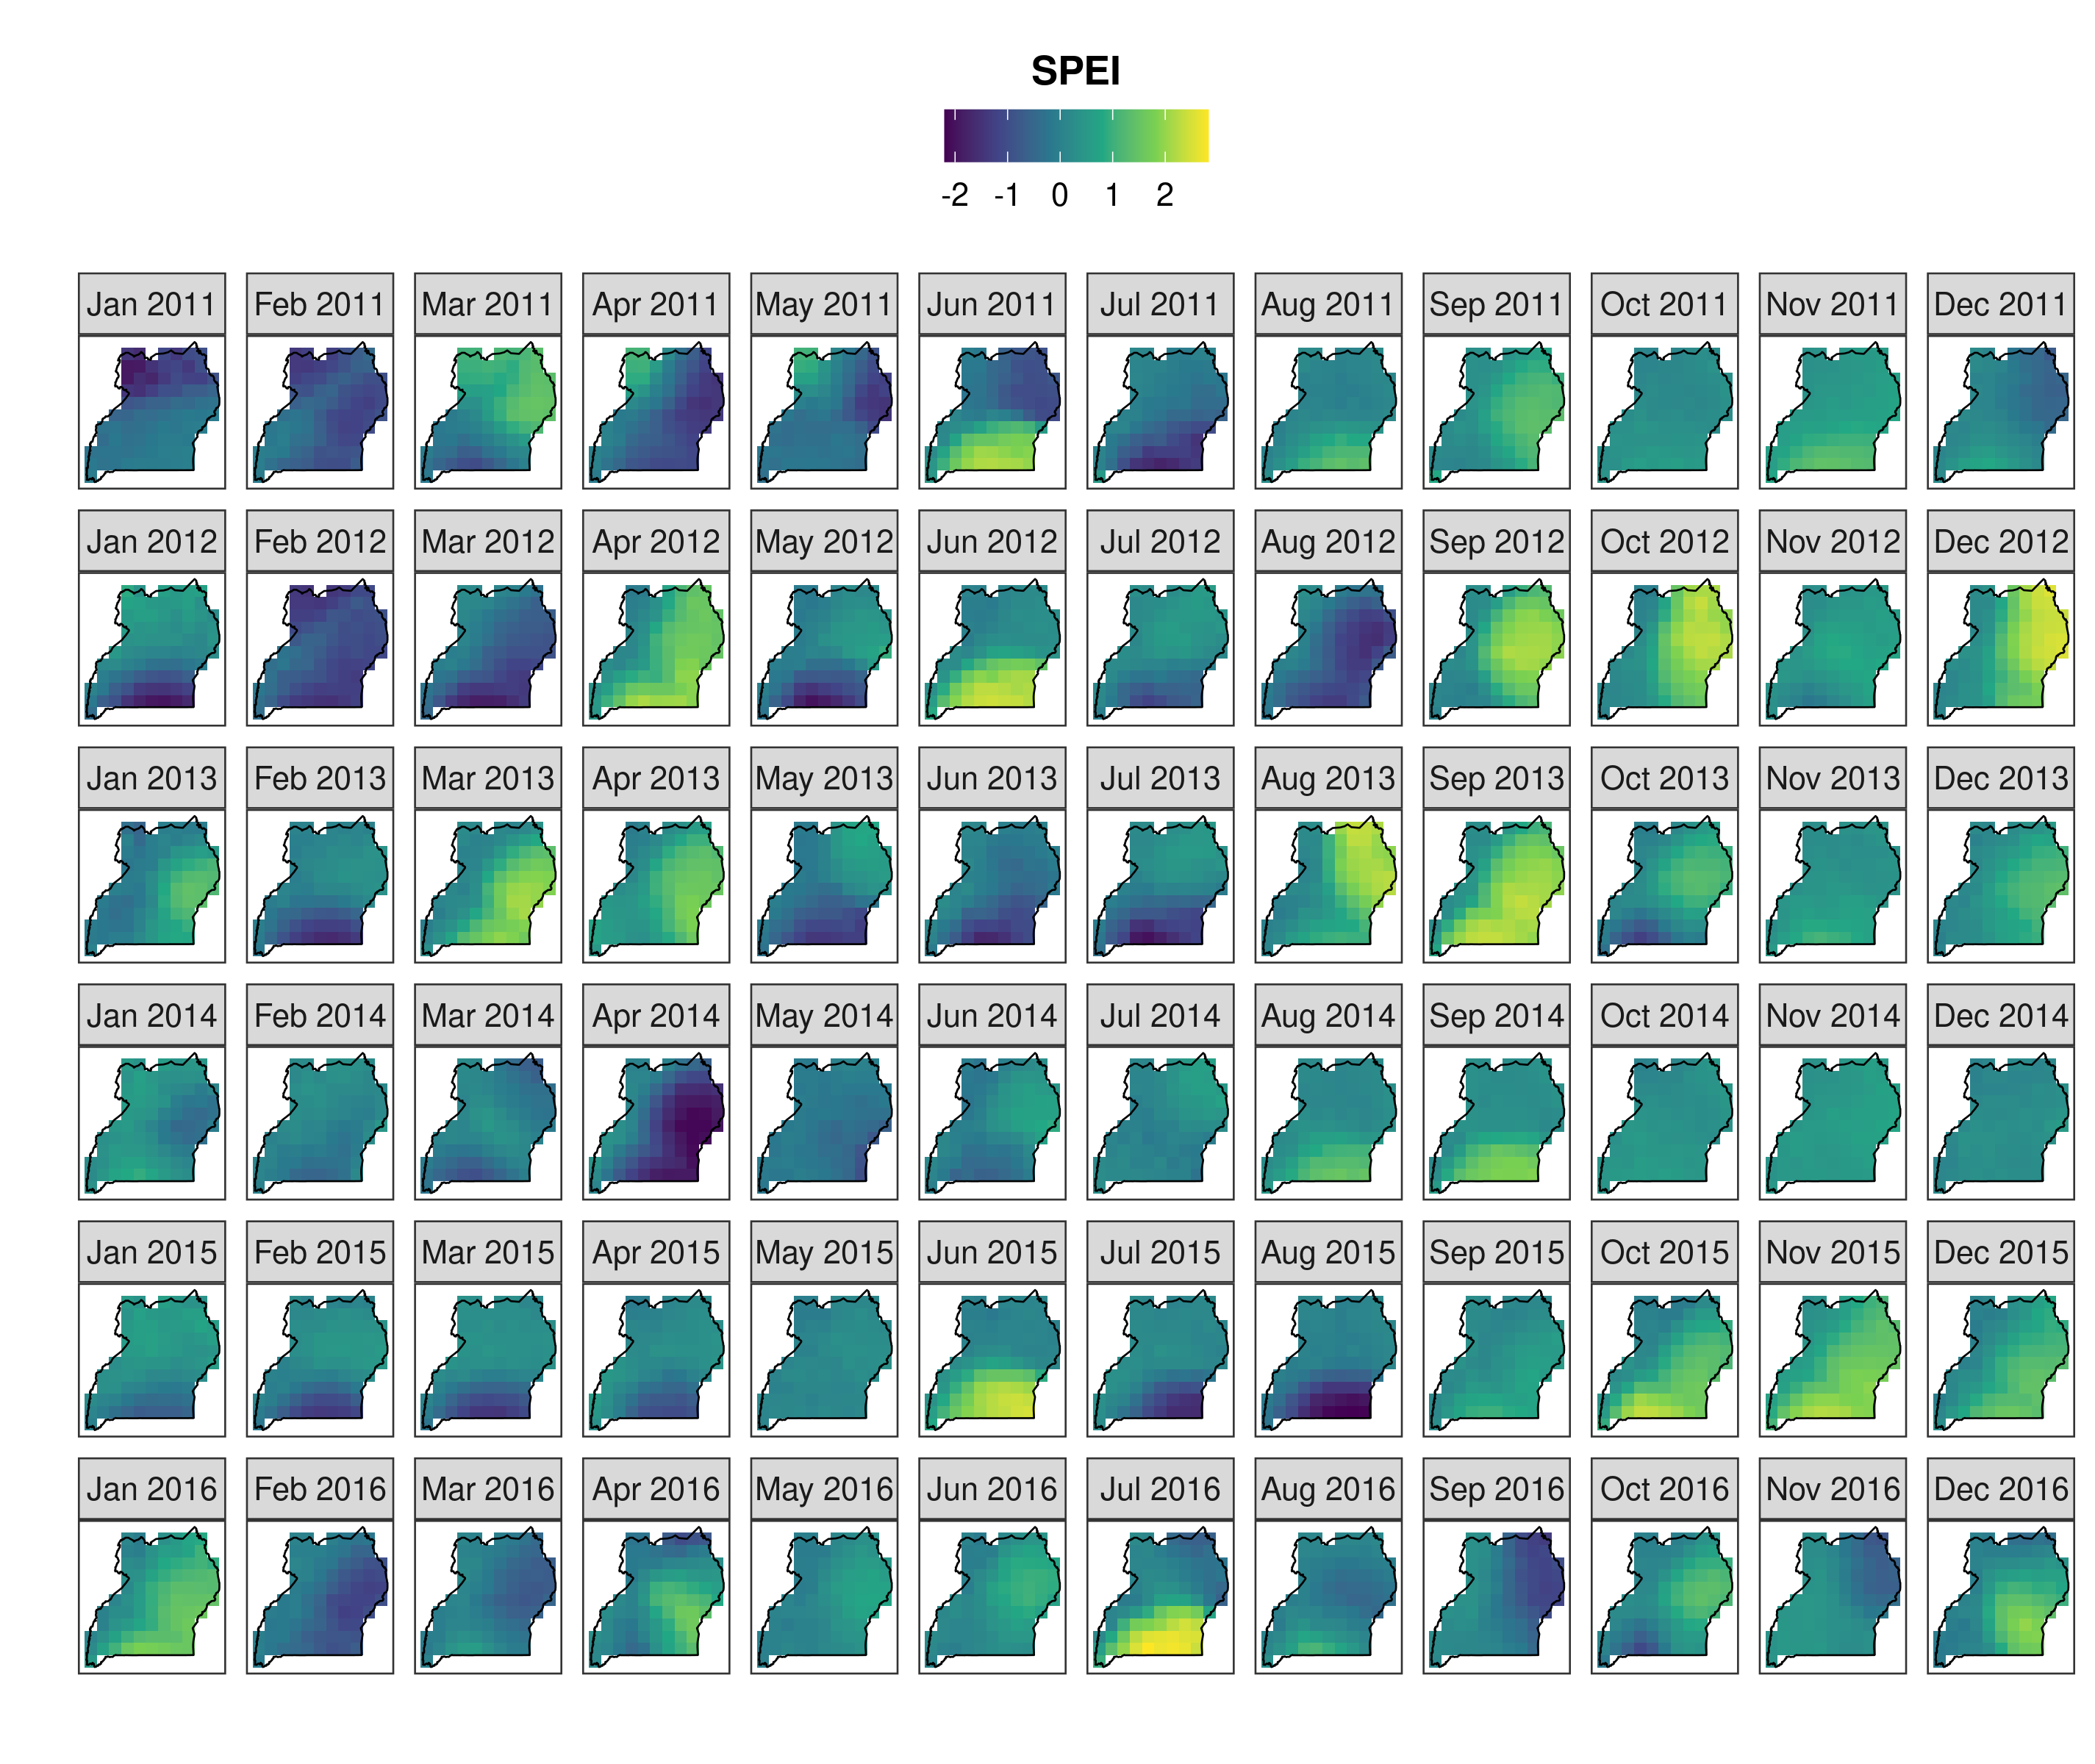 SPEI
-2 -1 0 1 2
Jan 2011 Feb 2011 Mar 2011 Apr 2011 May 2011 Jun 2011 Jul 2011 Aug 2011 Sep 2011 Oct 2011 Nov 2011 Dec 2011
Jan 2012 Feb 2012 Mar 2012 Apr 2012 May 2012 Jun 2012 Jul 2012 Aug 2012 Sep 2012 Oct 2012 Nov 2012 Dec 2012
Jan 2013 Feb 2013 Mar 2013 Apr 2013 May 2013 Jun 2013 Jul 2013 Aug 2013 Sep 2013 Oct 2013 Nov 2013 Dec 2013
Jan 2014 Feb 2014 Mar 2014 Apr 2014 May 2014 Jun 2014 Jul 2014 Aug 2014 Sep 2014 Oct 2014 Nov 2014 Dec 2014
Jan 2015 Feb 2015 Mar 2015 Apr 2015 May 2015 Jun 2015 Jul 2015 Aug 2015 Sep 2015 Oct 2015 Nov 2015 Dec 2015
Jan 2016 Feb 2016 Mar 2016 Apr 2016 May 2016 Jun 2016 Jul 2016 Aug 2016 Sep 2016 Oct 2016 Nov 2016 Dec 2016